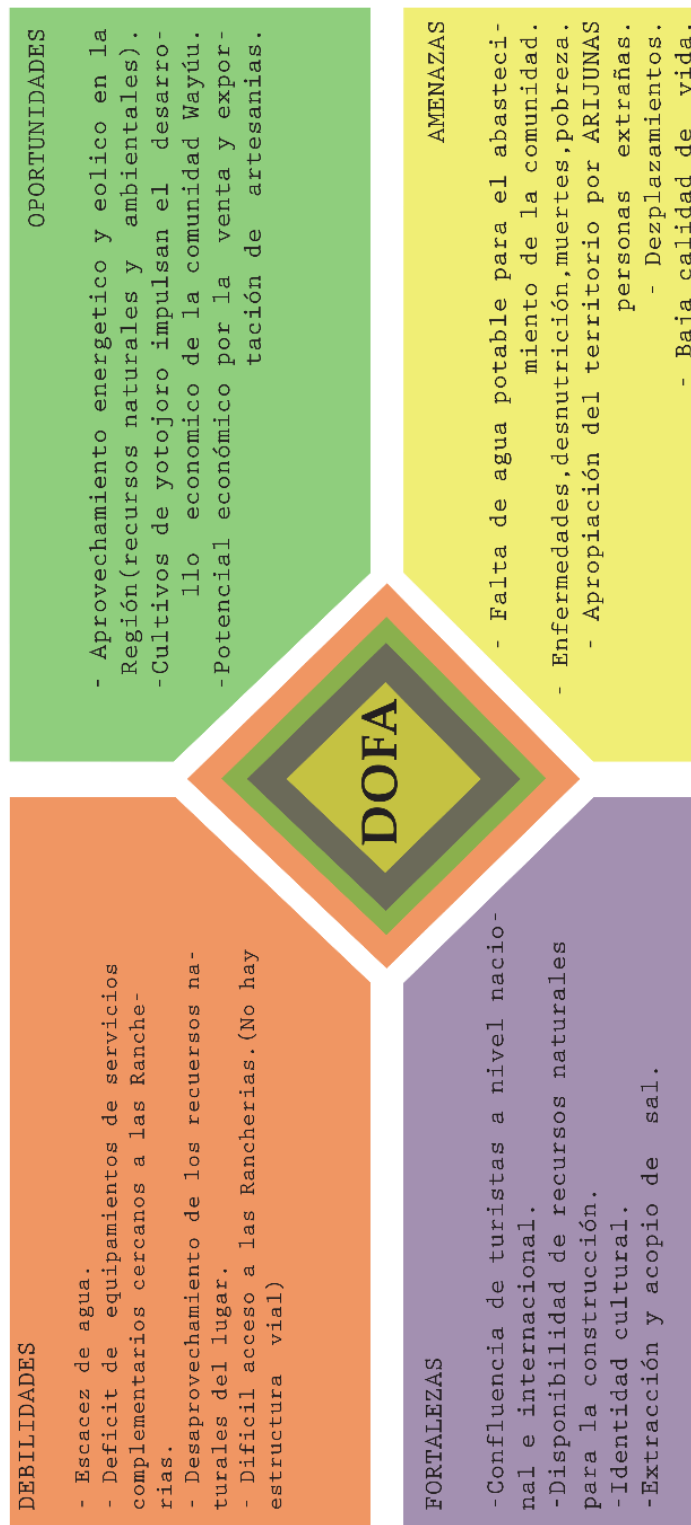 DEBILIDADES
- Escacez de agua.
- Deficit de equipamientos de servicios
complementarios cercanos a las Ranche-
rias.
- Desaprovechamiento de los recuersos na-
turales del lugar.
- Dificil acceso a las Rancherias.(No hay
estructura vial)
OPORTUNIDADES
- Aprovechamiento energetico y eolico en la
Región(recursos naturales y ambientales).
-Cultivos de yotojoro impulsan el desarro-
llo economico de la comunidad Wayúu.
-Potencial económico por la venta y expor-
tación de artesanias.
DOFA
FORTALEZAS
-Confluencia de turistas a nivel nacio-
nal e internacional.
-Disponibilidad de recursos naturales
para la construcción.
-Identidad cultural.
-Extracción y acopio de sal.
AMENAZAS
- Falta de agua potable para el abasteci-
miento de la comunidad.
- Enfermedades,desnutrición,muertes,pobreza.
- Apropiación del territorio por ARIJUNAS
personas extrañas.
- Dezplazamientos.
- Baja calidad de vida.